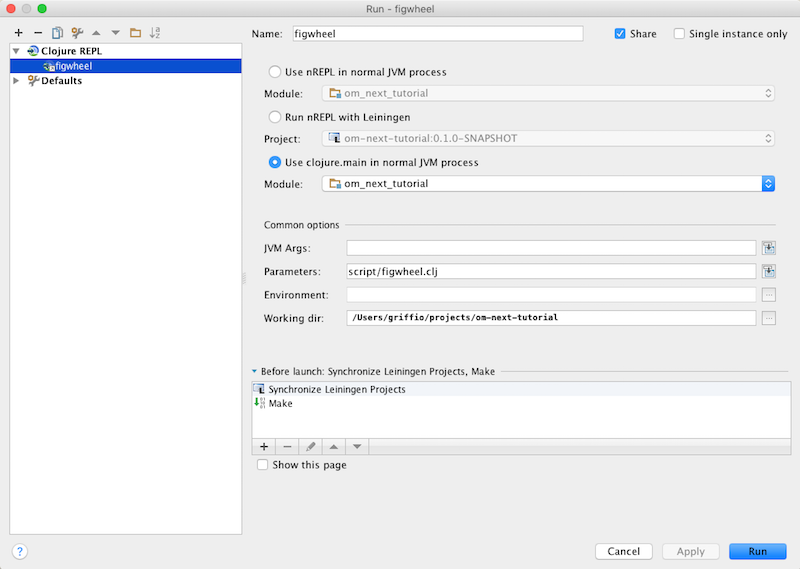 Run - figwheel
Name: figwheel Share Single instance only
Clojure REPL
figwheel
Defaults
Use nREPL in normal JVM process
Module: om_next_tutorial
Run nREPL with Leiningen
Project: om-next-tutorial:0.1.0-SNAPSHOT
Use clojure.main in normal JVM process
Module: om_next_tutorial
Common options
JVM Args:
Parameters: script/figwheel.clj
Environment:
Working dir: /Users/griffio/projects/om-next-tutorial
Before launch: Synchronize Leiningen Projects, Make
Synchronize Leiningen Projects
Make
Show this page
? Cancel Apply Run